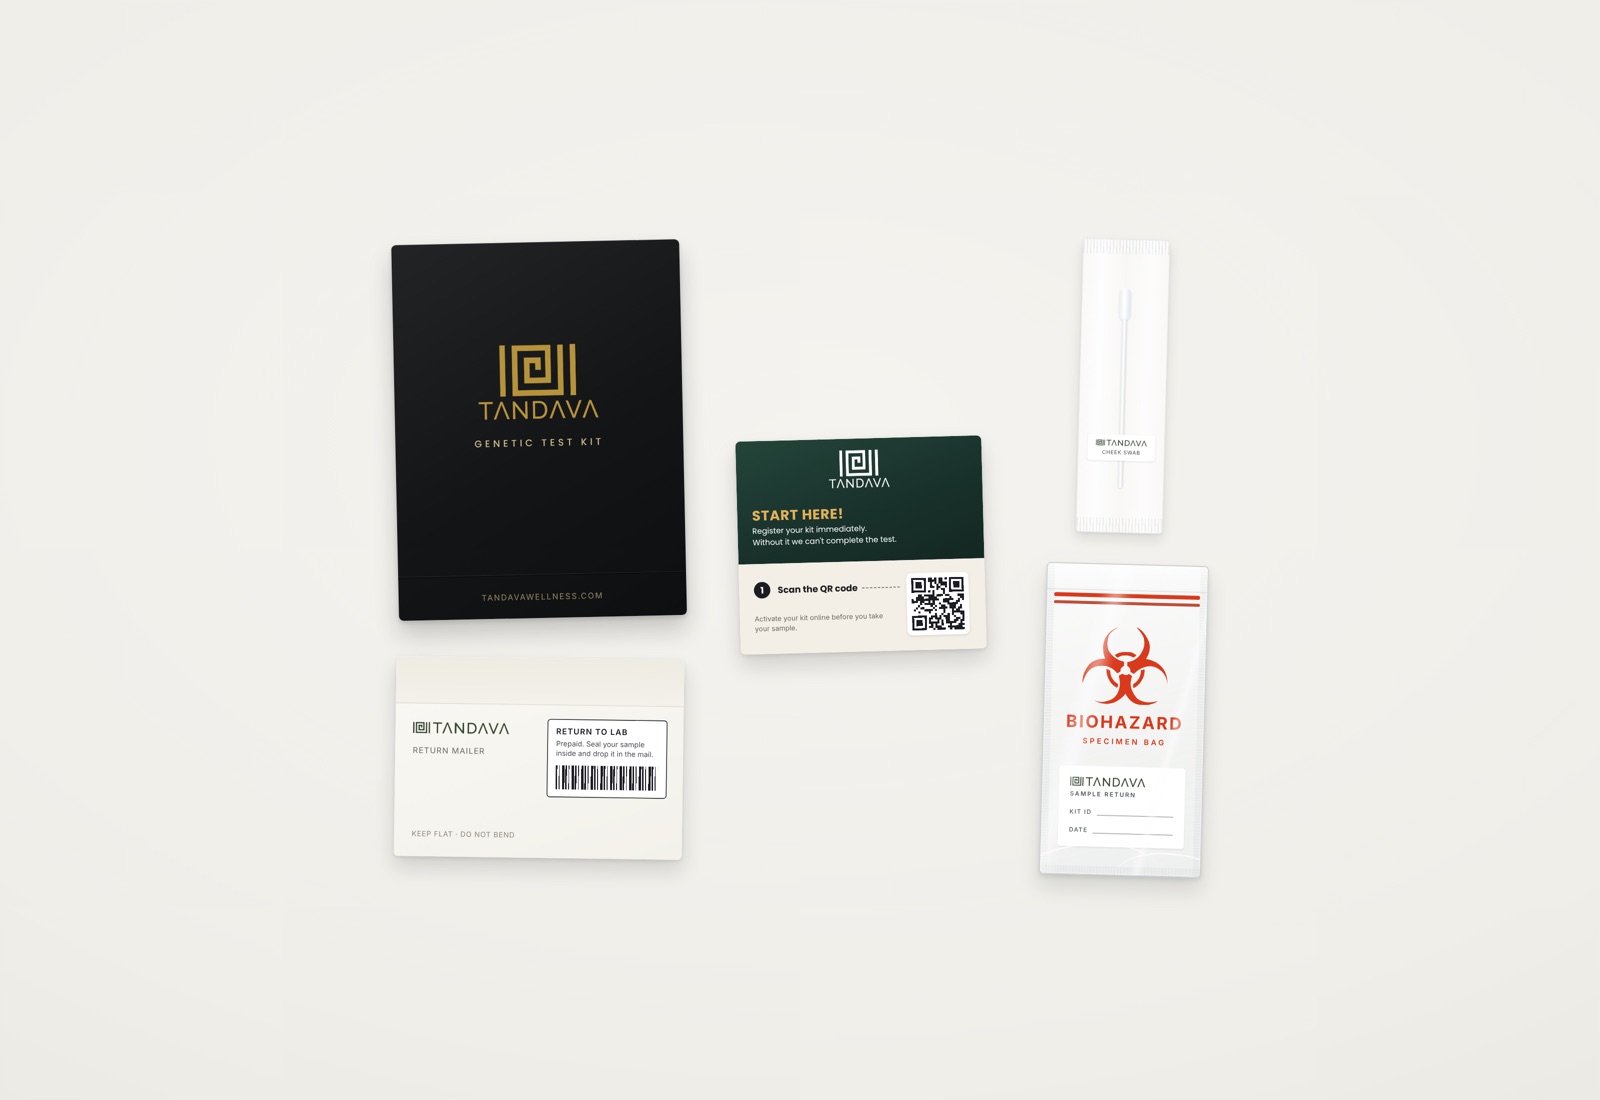 TANDAVA
GENETIC TEST KIT
TANDAVAWELLNESS.COM
TANDAVA
RETURN MAILER
RETURN TO LAB
Prepaid. Seal your sample
inside and drop it in the mail.
KEEP FLAT · DO NOT BEND
TANDAVA
START HERE!
Register your kit immediately.
Without it we can't complete the test.
1 Scan the QR code
Activate your kit online before you take
your sample.
TANDAVA
CHEEK SWAB
BIOHAZARD
SPECIMEN BAG
TANDAVA
SAMPLE RETURN
KIT ID
DATE